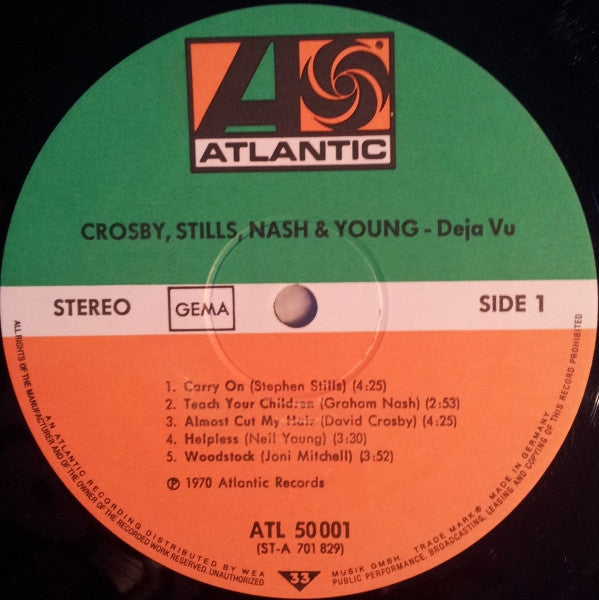 ATLANTIC
®
CROSBY, STILLS, NASH & YOUNG - Deja Vu
STEREO
GEMA
SIDE 1
1. Carry On (Stephen Stills) (4:25)
2. Teach Your Children (Graham Nash) (2:53)
3. Almost Cut My Hair (David Crosby) (4:25)
4. Helpless (Neil Young) (3:30)
5. Woodstock (Joni Mitchell) (3:52)
℗ 1970 Atlantic Records
ATL 50 001
(ST-A 701 829)
33
ALL RIGHTS OF THE MANUFACTURER AND OF THE OWNER OF THE RECORDED WORK RESERVED. UNAUTHORIZED PUBLIC PERFORMANCE, BROADCASTING, LEASING AND COPYING OF THIS RECORD PROHIBITED
AN ATLANTIC RECORDING DISTRIBUTED BY WEA MUSIK GMBH. TRADE MARK® MADE IN GERMANY